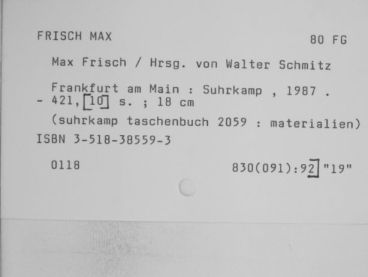 FRISCH MAX 80 FG
Max Frisch / Hrsg. von Walter Schmitz
Frankfurt am Main : Suhrkamp , 1987 .
- 421,[10] s. ; 18 cm
(suhrkamp taschenbuch 2059 : materialien)
ISBN 3-518-38559-3
0118 830(091):92]"19"